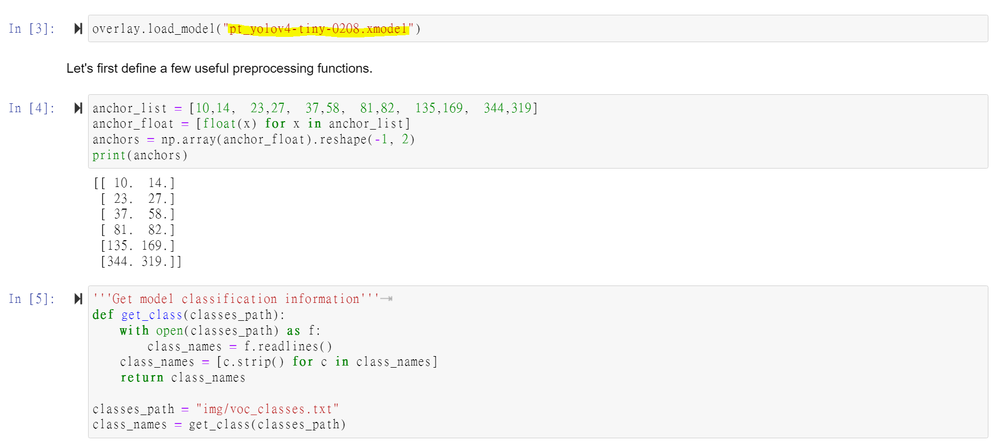 In [3]: overlay.load_model("pt_yolov4-tiny-0208.xmodel")
Let's first define a few useful preprocessing functions.
In [4]: anchor_list = [10,14,  23,27,  37,58,  81,82,  135,169,  344,319]
anchor_float = [float(x) for x in anchor_list]
anchors = np.array(anchor_float).reshape(-1, 2)
print(anchors)
[[ 10.  14.]
 [ 23.  27.]
 [ 37.  58.]
 [ 81.  82.]
 [135. 169.]
 [344. 319.]]
In [5]: '''Get model classification information'''
def get_class(classes_path):
    with open(classes_path) as f:
        class_names = f.readlines()
    class_names = [c.strip() for c in class_names]
    return class_names
classes_path = "img/voc_classes.txt"
class_names = get_class(classes_path)